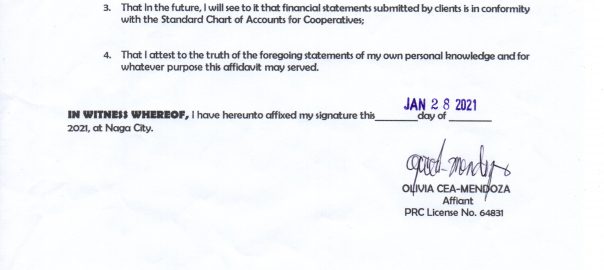 3. That in the future, I will see to it that financial statements submitted by clients is in conformity
with the Standard Chart of Accounts for Cooperatives;
4. That I attest to the truth of the foregoing statements of my own personal knowledge and for
whatever purpose this affidavit may served.
JAN 28 2021
IN WITNESS WHEREOF, I have hereunto affixed my signature this________day of ________
2021, at Naga City.
OLIVIA CEA-MENDOZA
Affiant
PRC License No. 64831